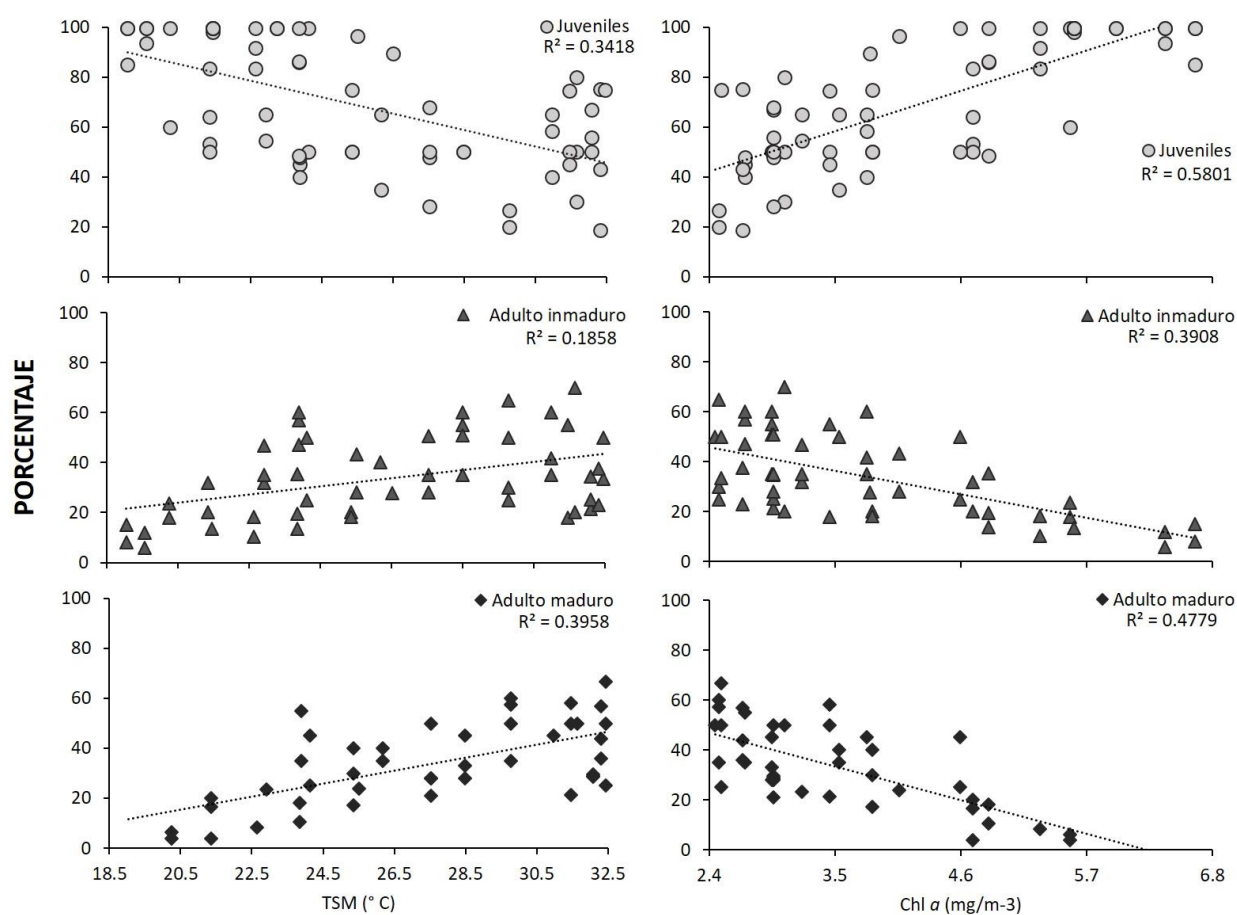 100
80
60
40
20
0
Juveniles
R² = 0.3418
100
80
60
40
20
0
Juveniles
R² = 0.5801
PORCENTAJE
100
80
60
40
20
0
Adulto inmaduro
R² = 0.1858
100
80
60
40
20
0
Adulto inmaduro
R² = 0.3908
100
80
60
40
20
0
Adulto maduro
R² = 0.3958
18.5 20.5 22.5 24.5 26.5 28.5 30.5 32.5
TSM (° C)
100
80
60
40
20
0
Adulto maduro
R² = 0.4779
2.4 3.5 4.6 5.7 6.8
Chl a (mg/m-3)